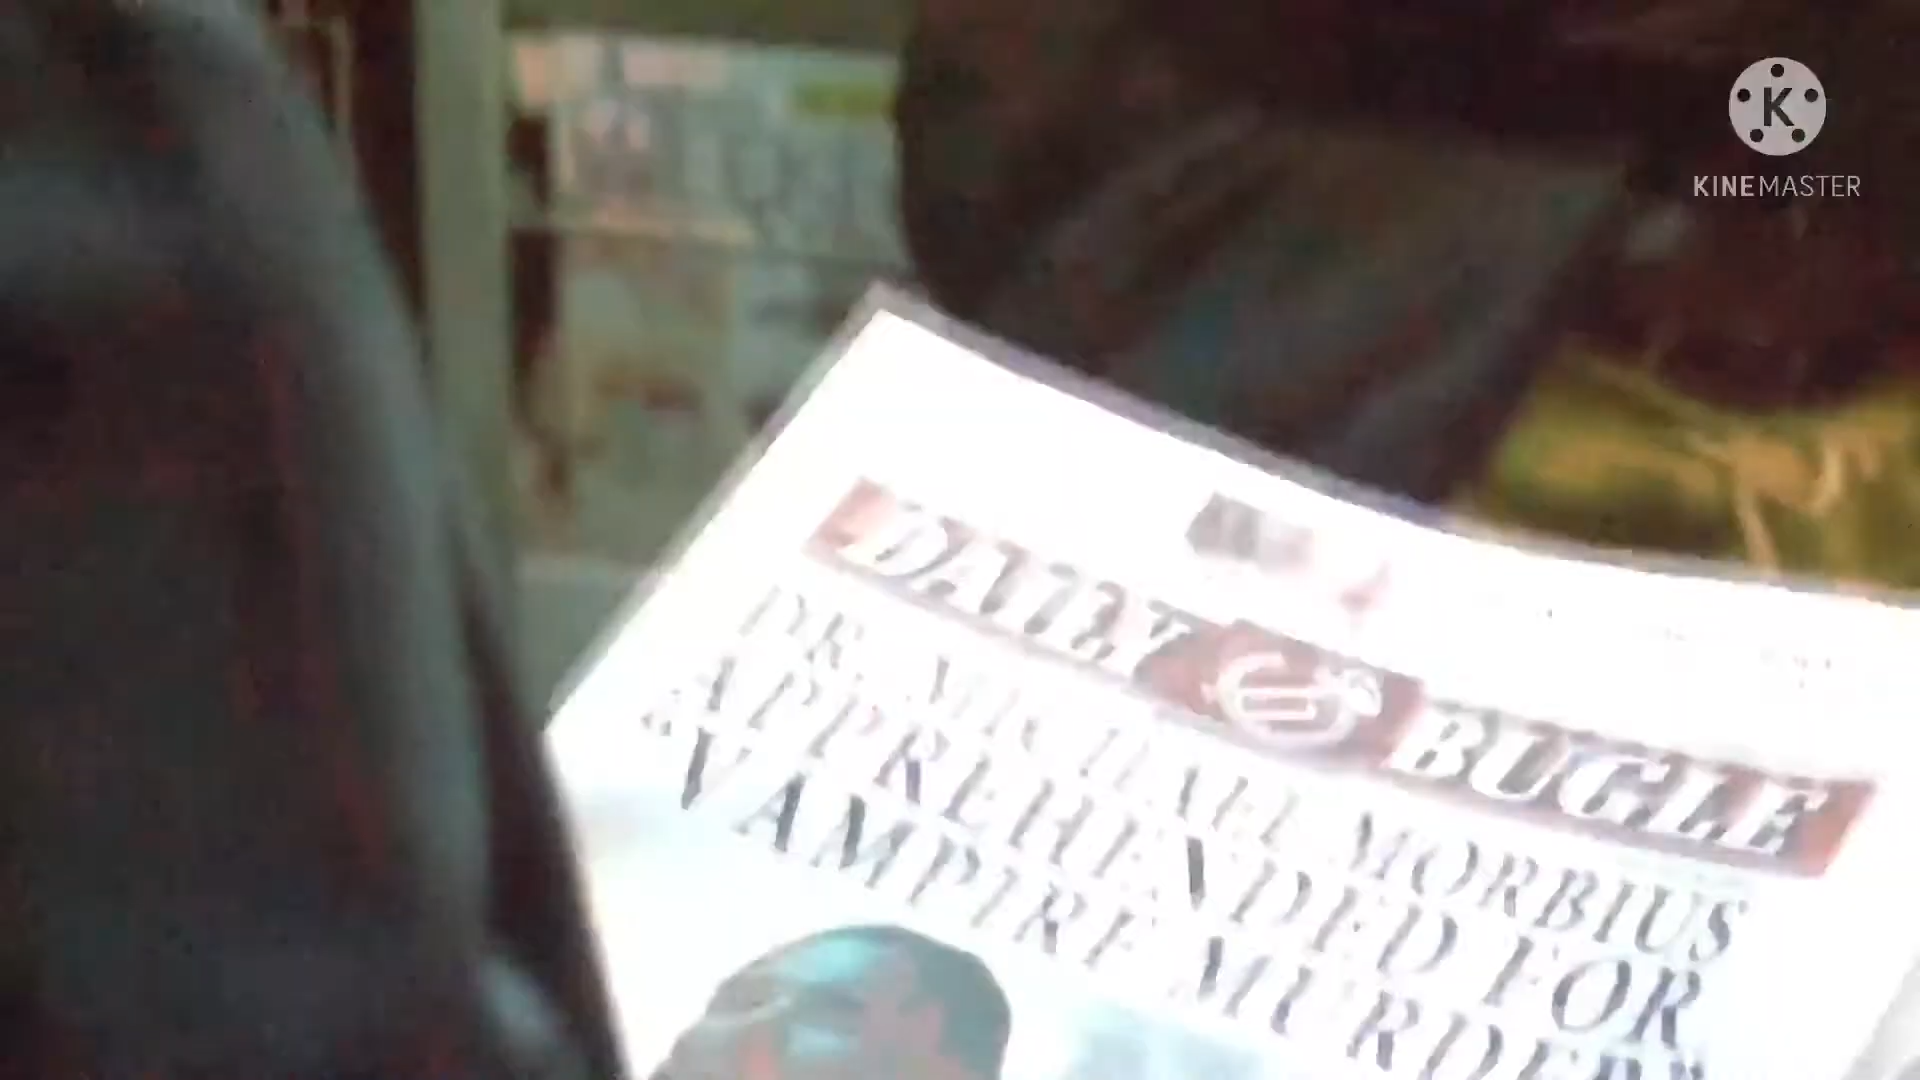 K
KINEMASTER
DAILY BUGLE
DR. MICHAEL MORBIUS
APPREHENDED FOR
"VAMPIRE MURDERS"